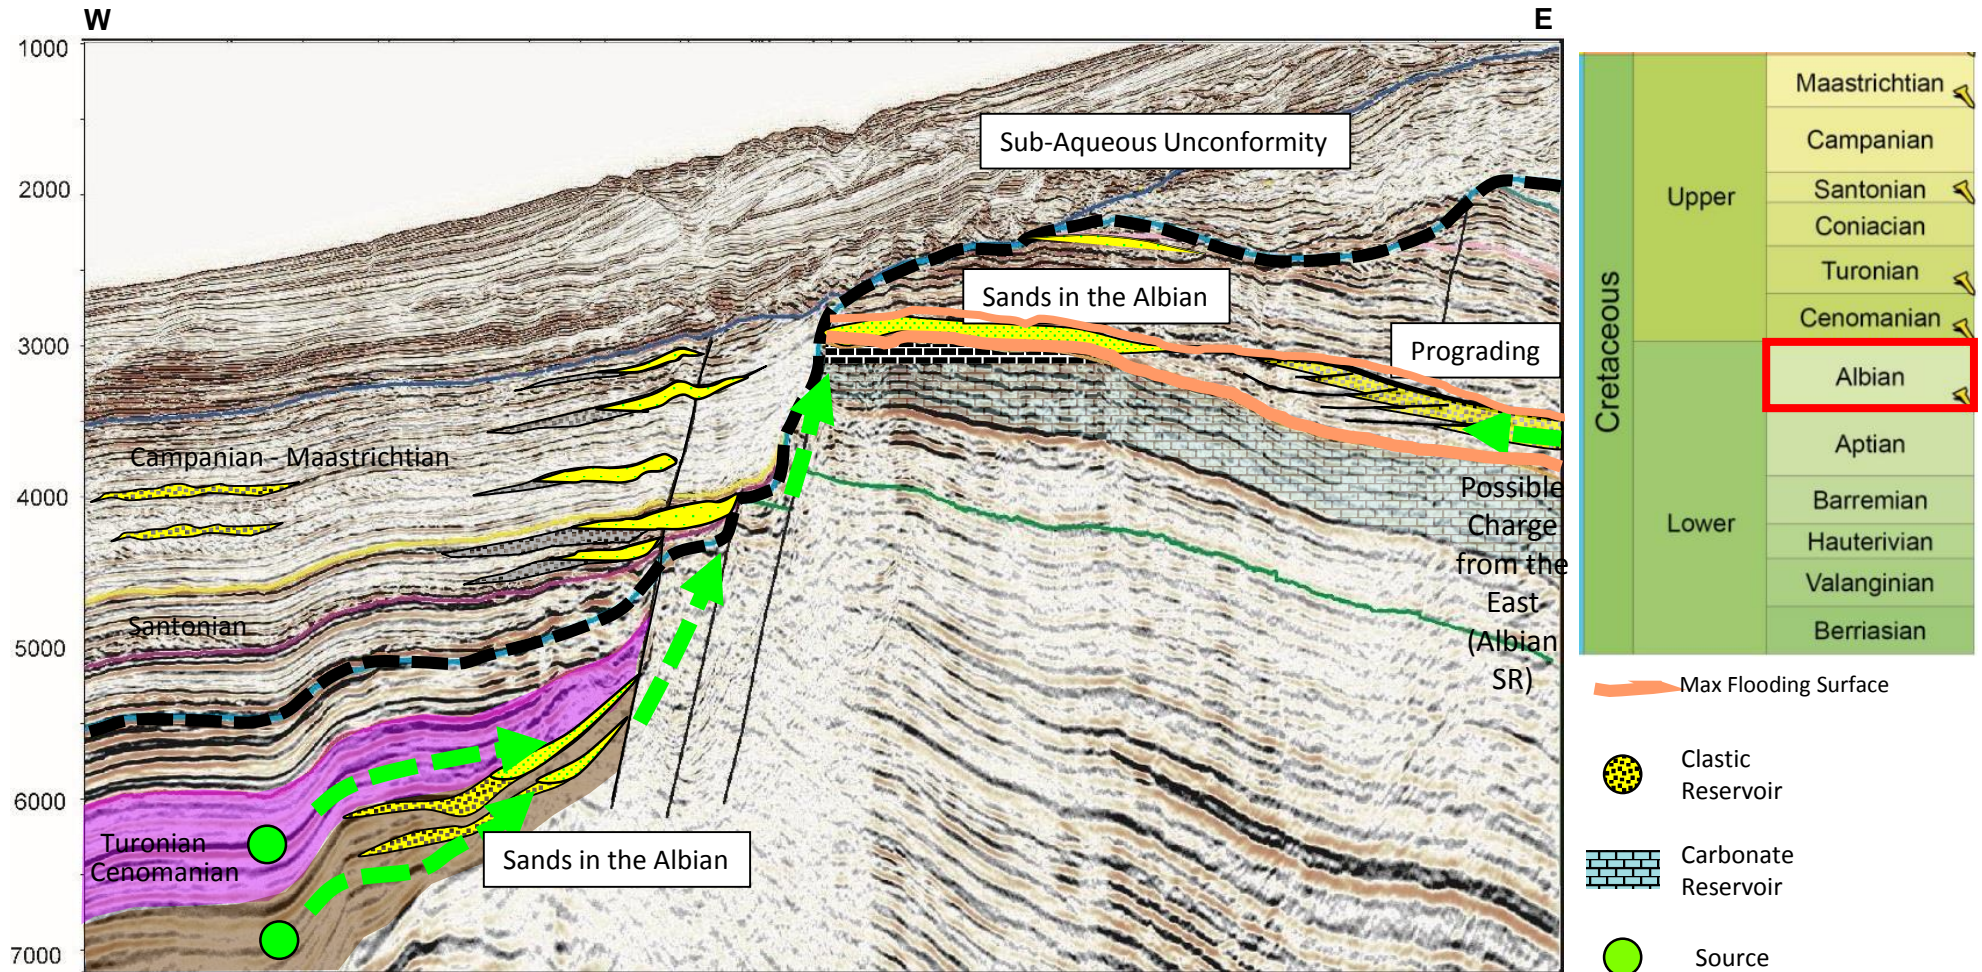 W
E
1000
2000
3000
4000
5000
6000
7000
Sub-Aqueous Unconformity
Sands in the Albian
Prograding
Campanian - Maastrichtian
Santonian
Turonian
Cenomanian
Sands in the Albian
Possible
Charge
from the
East
(Albian
SR)
Cretaceous
Upper
Lower
Maastrichtian
Campanian
Santonian
Coniacian
Turonian
Cenomanian
Albian
Aptian
Barremian
Hauterivian
Valanginian
Berriasian
Max Flooding Surface
Clastic
Reservoir
Carbonate
Reservoir
Source